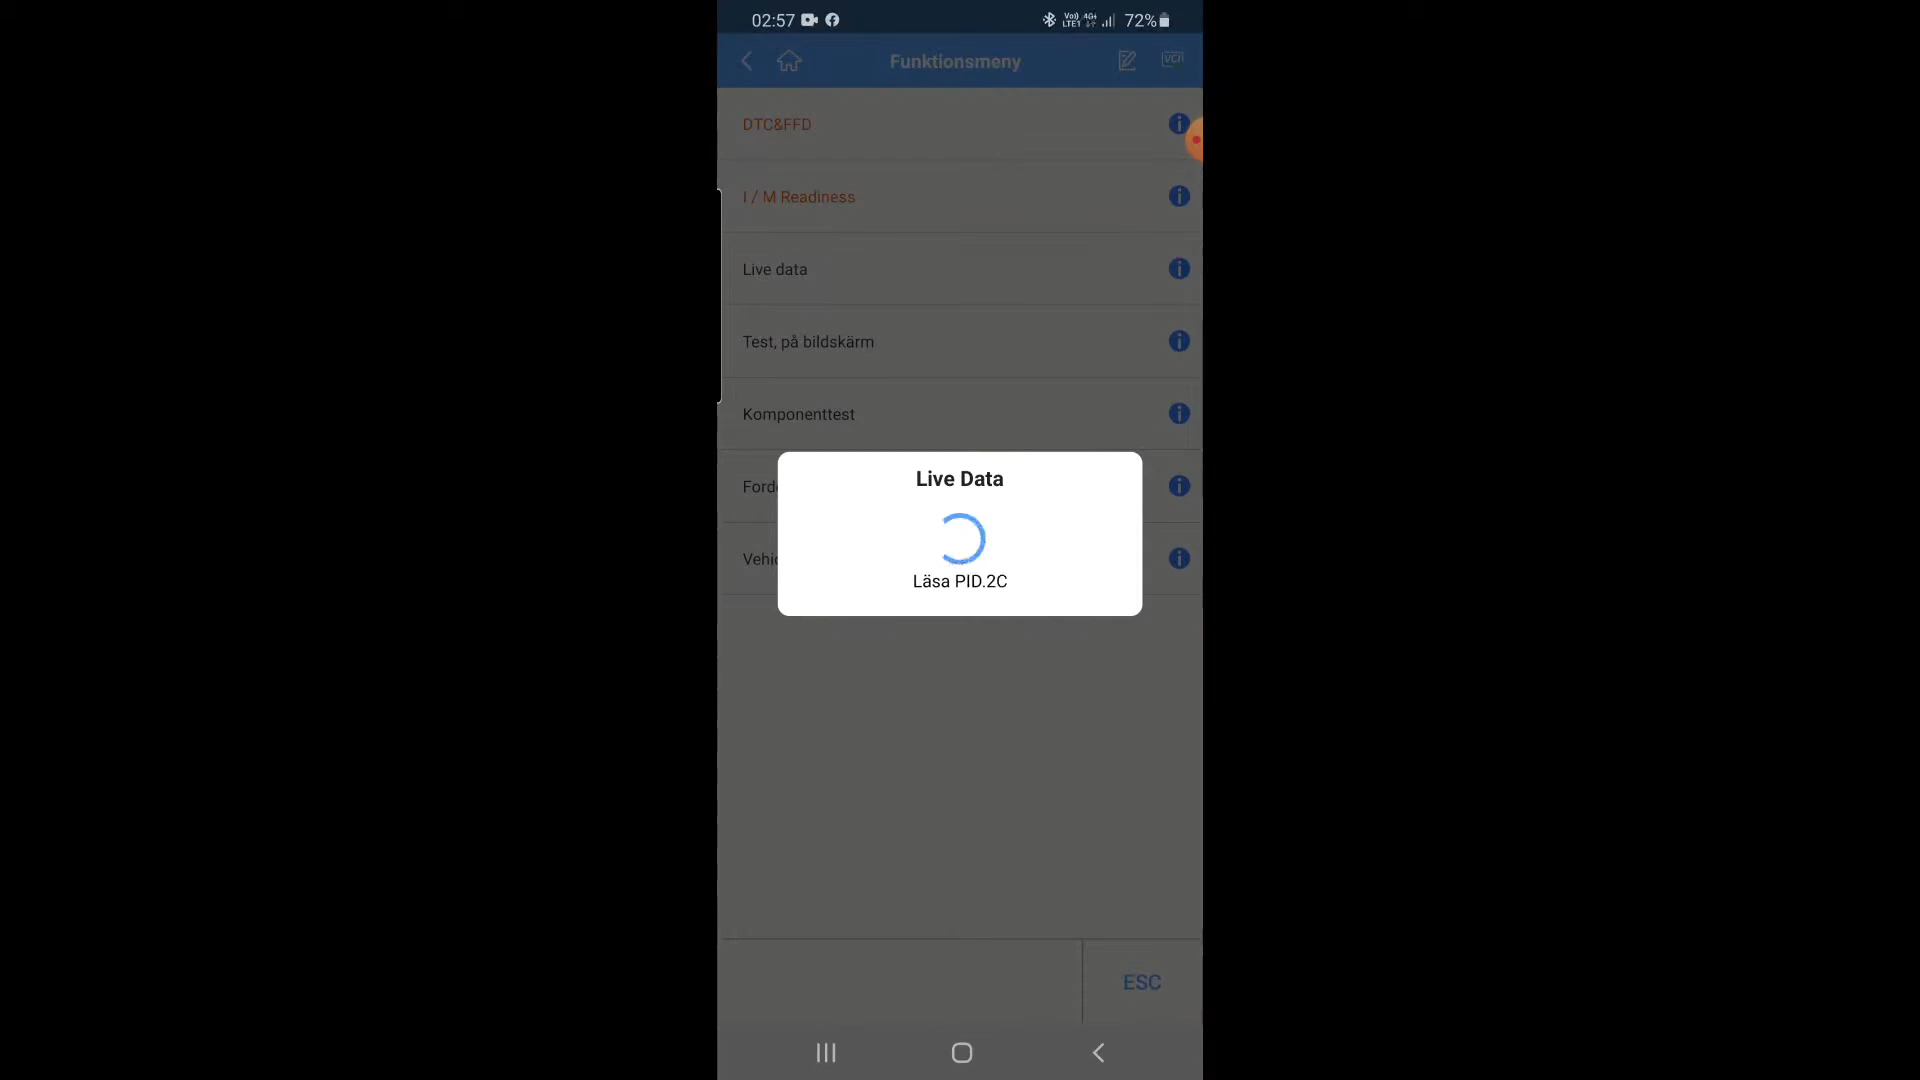 02:57 72%
Funktionsmeny VCI
DTC&FFD
I / M Readiness
Live data
Test, på bildskärm
Komponenttest
Live Data
Läsa PID.2C
ESC